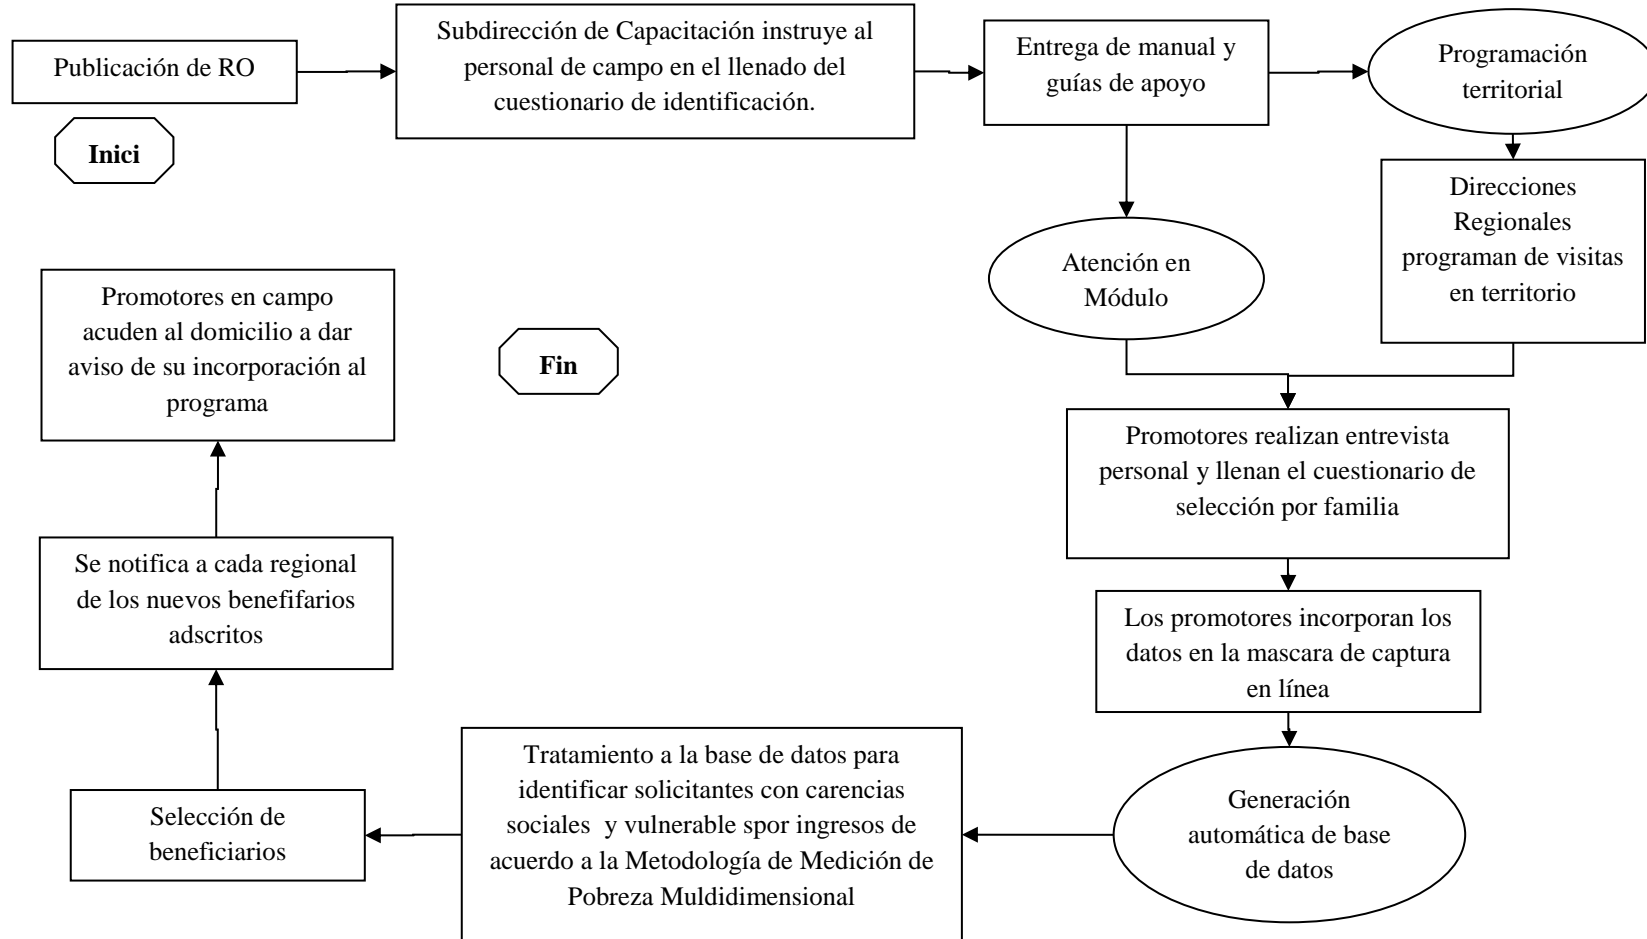 Publicación de RO
Subdirección de Capacitación instruye al
personal de campo en el llenado del
cuestionario de identificación.
Entrega de manual y
guías de apoyo
Programación
territorial
Inici
Direcciones
Regionales
programan de visitas
en territorio
Atención en
Módulo
Promotores en campo
acuden al domicilio a dar
aviso de su incorporación al
programa
Fin
Promotores realizan entrevista
personal y llenan el cuestionario de
selección por familia
Se notifica a cada regional
de los nuevos benefifarios
adscritos
Los promotores incorporan los
datos en la mascara de captura
en línea
Tratamiento a la base de datos para
identificar solicitantes con carencias
sociales  y vulnerable spor ingresos de
acuerdo a la Metodología de Medición de
Pobreza Muldidimensional
Selección de
beneficiarios
Generación
automática de base
de datos